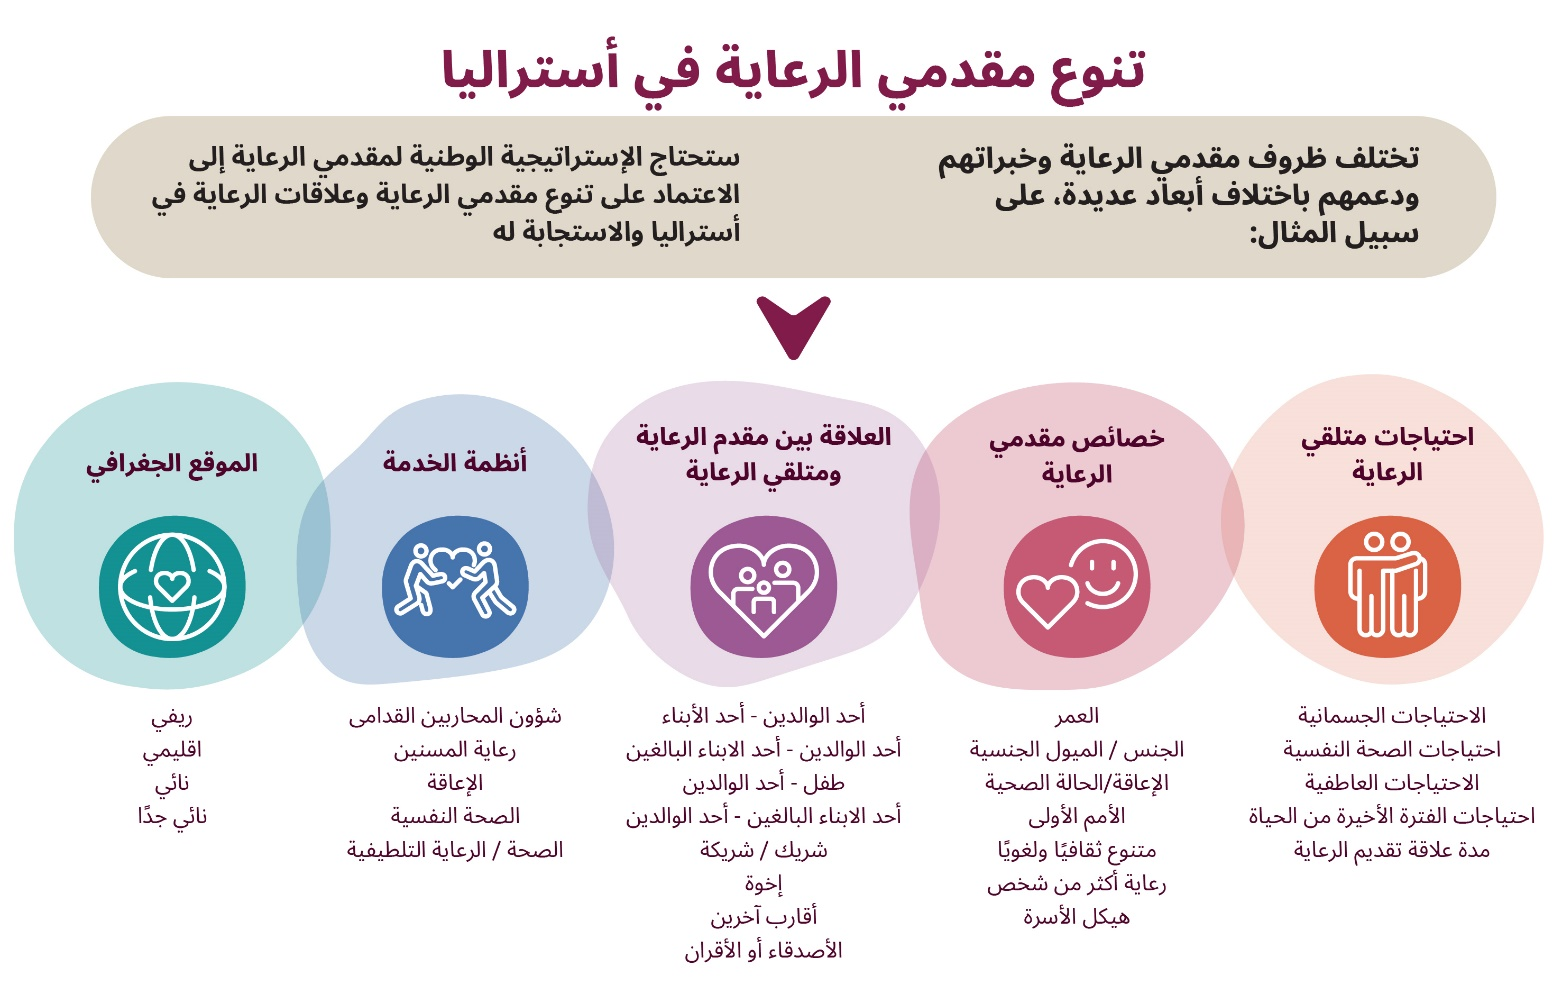 تنوع مقدمي الرعاية في أستراليا
تختلف ظروف مقدمي الرعاية وخبراتهم
ودعمهم باختلاف أبعاد عديدة، على
سبيل المثال:
ستحتاج الإستراتيجية الوطنية لمقدمي الرعاية إلى
الاعتماد على تنوع مقدمي الرعاية وعلاقات الرعاية في
أستراليا والاستجابة له
احتياجات متلقي
الرعاية
الاحتياجات الجسمانية
احتياجات الصحة النفسية
الاحتياجات العاطفية
احتياجات الفترة الأخيرة من الحياة
مدة علاقة تقديم الرعاية
خصائص مقدمي
الرعاية
العمر
الجنس / الميول الجنسية
الإعاقة/الحالة الصحية
الأمم الأولى
متنوع ثقافيًا ولغويًا
رعاية أكثر من شخص
هيكل الأسرة
العلاقة بين مقدم الرعاية
ومتلقي الرعاية
أحد الوالدين - أحد الأبناء
أحد الوالدين - أحد الابناء البالغين
طفل - أحد الوالدين
أحد الابناء البالغين - أحد الوالدين
شريك / شريكة
إخوة
أقارب آخرين
الأصدقاء أو الأقران
أنظمة الخدمة
شؤون المحاربين القدامى
رعاية المسنين
الإعاقة
الصحة النفسية
الصحة / الرعاية التلطيفية
الموقع الجغرافي
ريفي
اقليمي
نائي
نائي جدًا